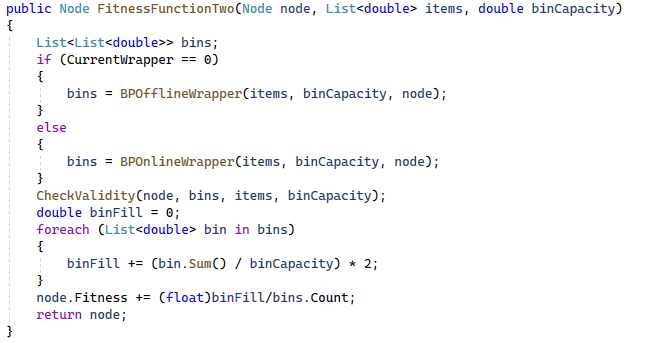 public Node FitnessFunctionTwo(Node node, List<double> items, double binCapacity)
{
    List<List<double>> bins;
    if (CurrentWrapper == 0)
    {
        bins = BPOfflineWrapper(items, binCapacity, node);
    }
    else
    {
        bins = BPOnlineWrapper(items, binCapacity, node);
    }
    CheckValidity(node, bins, items, binCapacity);
    double binFill = 0;
    foreach (List<double> bin in bins)
    {
        binFill += (bin.Sum() / binCapacity) * 2;
    }
    node.Fitness += (float)binFill/bins.Count;
    return node;
}